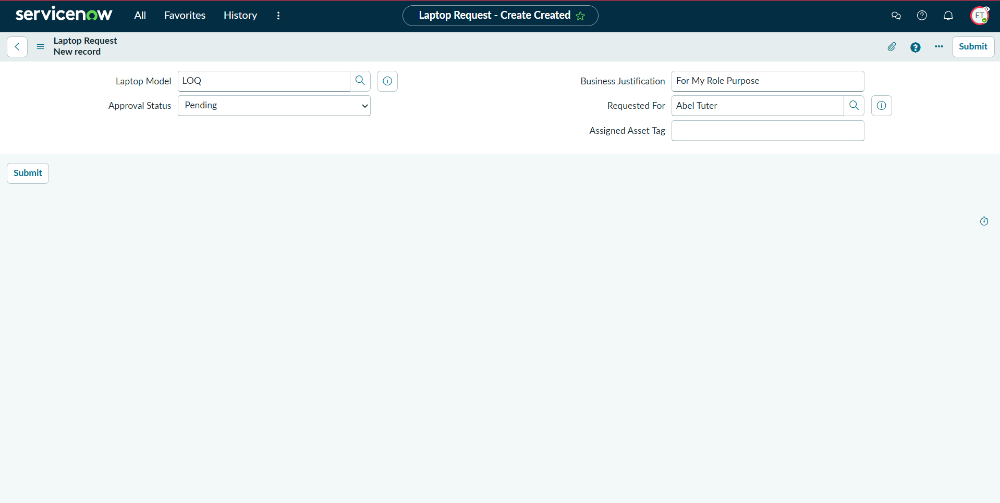 servicenow All Favorites History Laptop Request - Create Created ET
Laptop Request
New record
Submit
Laptop Model LOQ
Business Justification For My Role Purpose
Approval Status Pending
Requested For Abel Tuter
Assigned Asset Tag
Submit